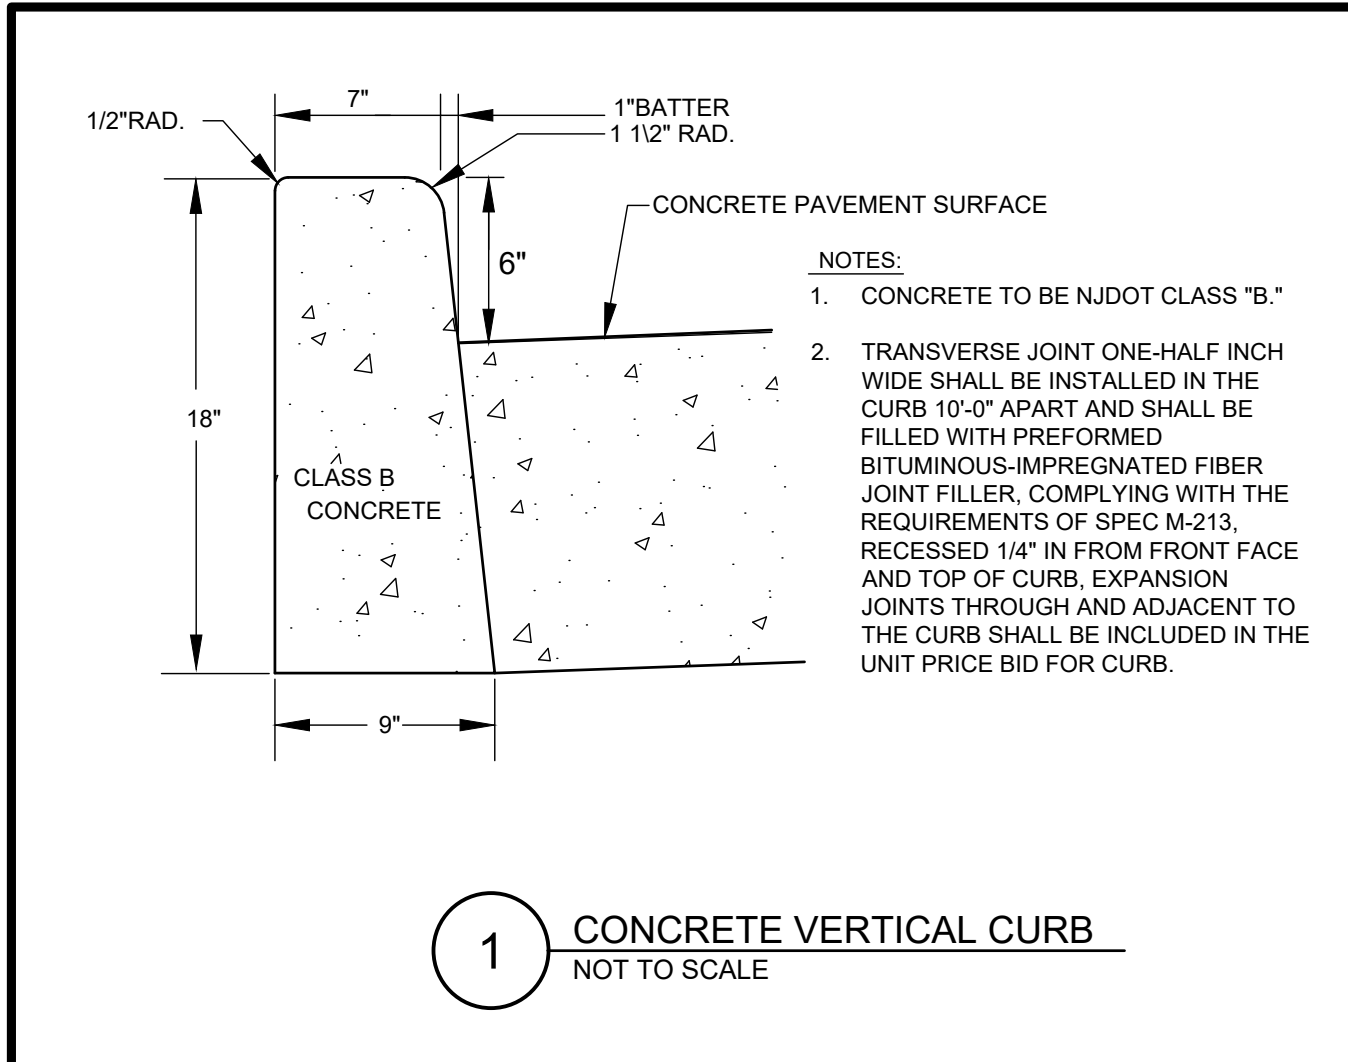 7"
1"BATTER
1/2"RAD.
1 1\2" RAD.
CONCRETE PAVEMENT SURFACE
6"
18"
CLASS B
CONCRETE
9"
NOTES:
1. CONCRETE TO BE NJDOT CLASS "B."
2. TRANSVERSE JOINT ONE-HALF INCH
WIDE SHALL BE INSTALLED IN THE
CURB 10'-0" APART AND SHALL BE
FILLED WITH PREFORMED
BITUMINOUS-IMPREGNATED FIBER
JOINT FILLER, COMPLYING WITH THE
REQUIREMENTS OF SPEC M-213,
RECESSED 1/4" IN FROM FRONT FACE
AND TOP OF CURB, EXPANSION
JOINTS THROUGH AND ADJACENT TO
THE CURB SHALL BE INCLUDED IN THE
UNIT PRICE BID FOR CURB.
1
CONCRETE VERTICAL CURB
NOT TO SCALE